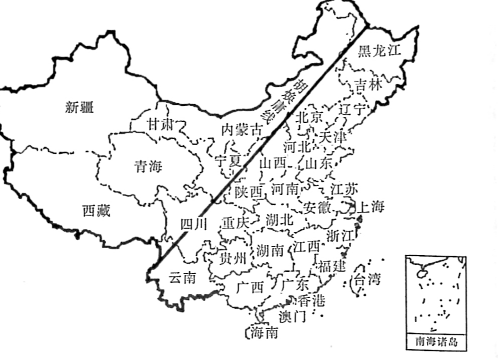 黑龙江
吉林
辽宁
胡焕庸线
新疆
甘肃
内蒙古
北京
天津
河北
宁夏
山西
山东
青海
陕西
河南
江苏
西藏
四川
重庆
湖北
安徽
上海
浙江
贵州
湖南
江西
福建
云南
广西
广东
台湾
香港
澳门
海南
南海诸岛